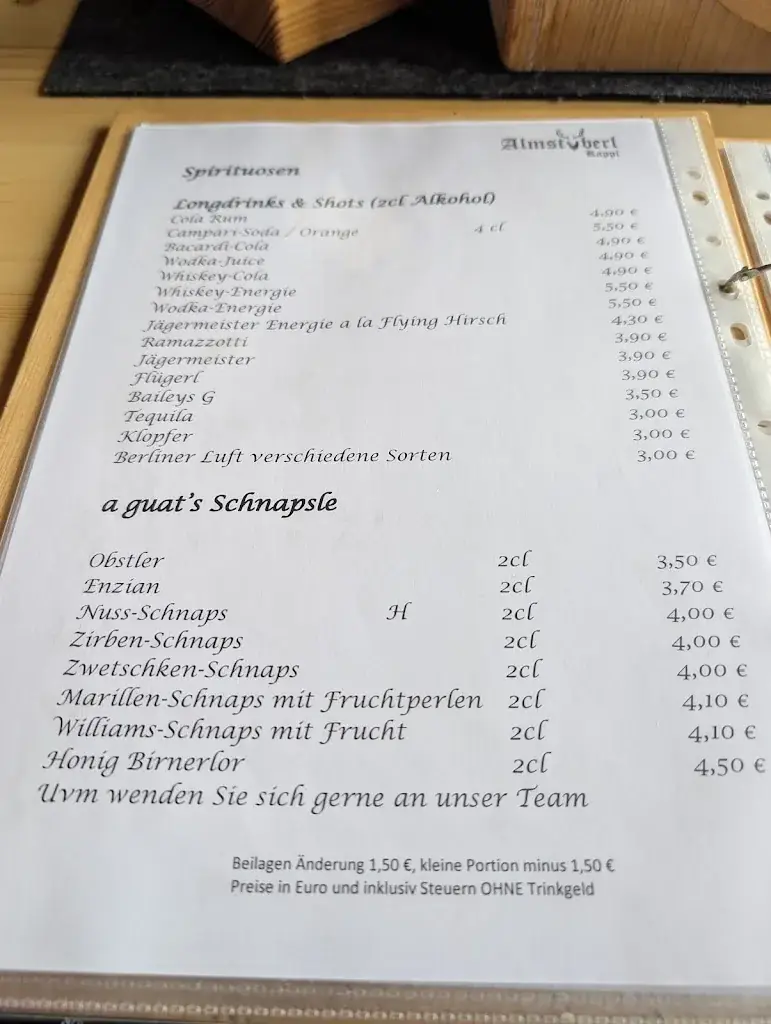 Almstüberl
Kappl
Spirituosen
Longdrinks & Shots (2cl Alkohol)
Cola Rum 4,90 €
Campari-Soda / Orange 4 cl 5,50 €
Bacardi-Cola 4,90 €
Wodka-Juice 4,90 €
Whiskey-Cola 4,90 €
Whiskey-Energie 5,50 €
Wodka-Energie 5,50 €
Jägermeister Energie a la Flying Hirsch 4,30 €
Ramazzotti 3,90 €
Jägermeister 3,90 €
Flügerl 3,90 €
Baileys G 3,50 €
Tequila 3,00 €
Klopfer 3,00 €
Berliner Luft verschiedene Sorten 3,00 €
a guat's Schnapsle
Obstler 2cl 3,50 €
Enzian 2cl 3,70 €
Nuss-Schnaps H 2cl 4,00 €
Zirben-Schnaps 2cl 4,00 €
Zwetschken-Schnaps 2cl 4,00 €
Marillen-Schnaps mit Fruchtperlen 2cl 4,10 €
Williams-Schnaps mit Frucht 2cl 4,10 €
Honig Birnerlor 2cl 4,50 €
Uvm wenden Sie sich gerne an unser Team
Beilagen Änderung 1,50 €, kleine Portion minus 1,50 €
Preise in Euro und inklusiv Steuern OHNE Trinkgeld